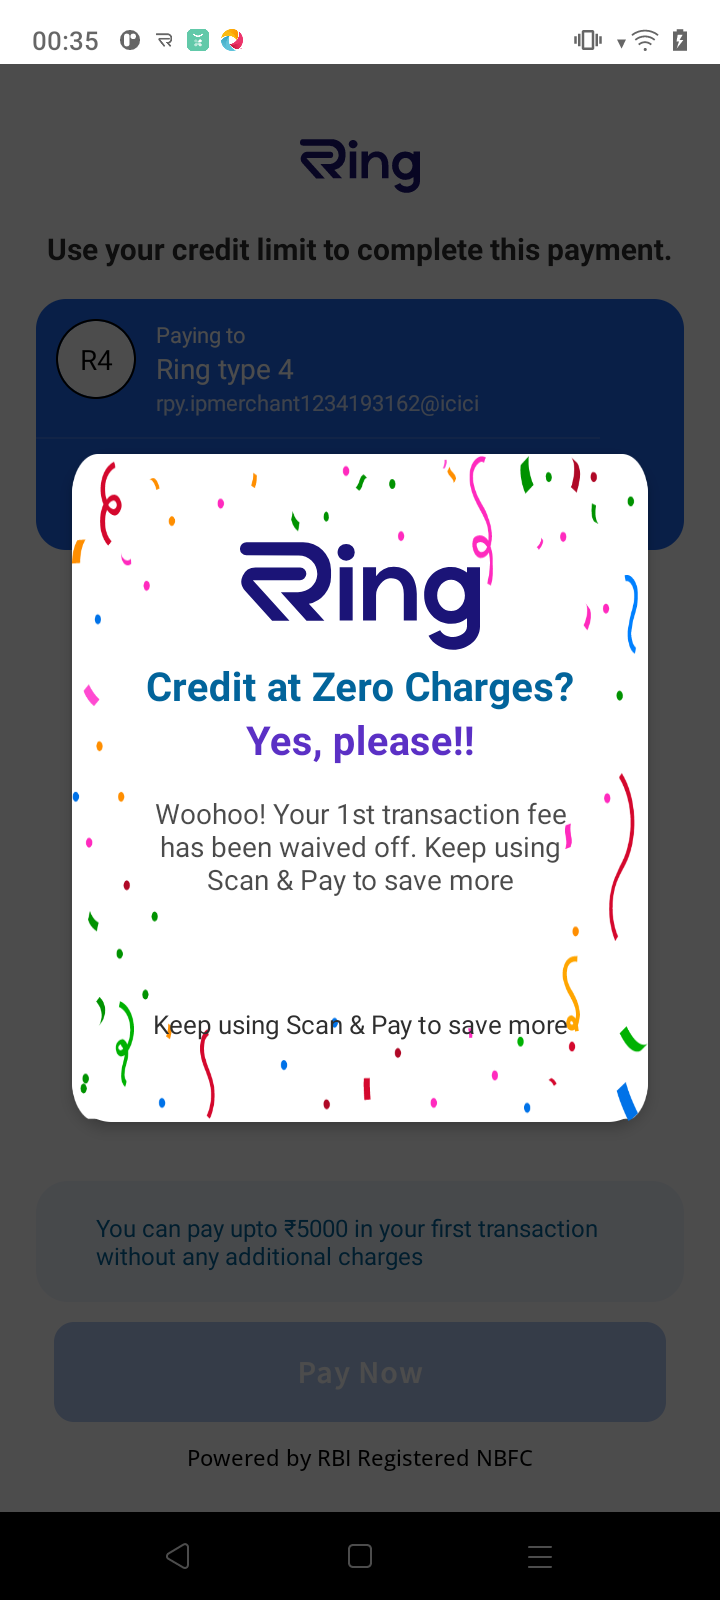 00:35
Ring
Use your credit limit to complete this payment.
R4
Paying to
Ring type 4
rpy.ipmerchant1234193162@icici
Ring
Credit at Zero Charges?
Yes, please!!
Woohoo! Your 1st transaction fee
has been waived off. Keep using
Scan & Pay to save more
Keep using Scan & Pay to save more
You can pay upto ₹5000 in your first transaction
without any additional charges
Pay Now
Powered by RBI Registered NBFC